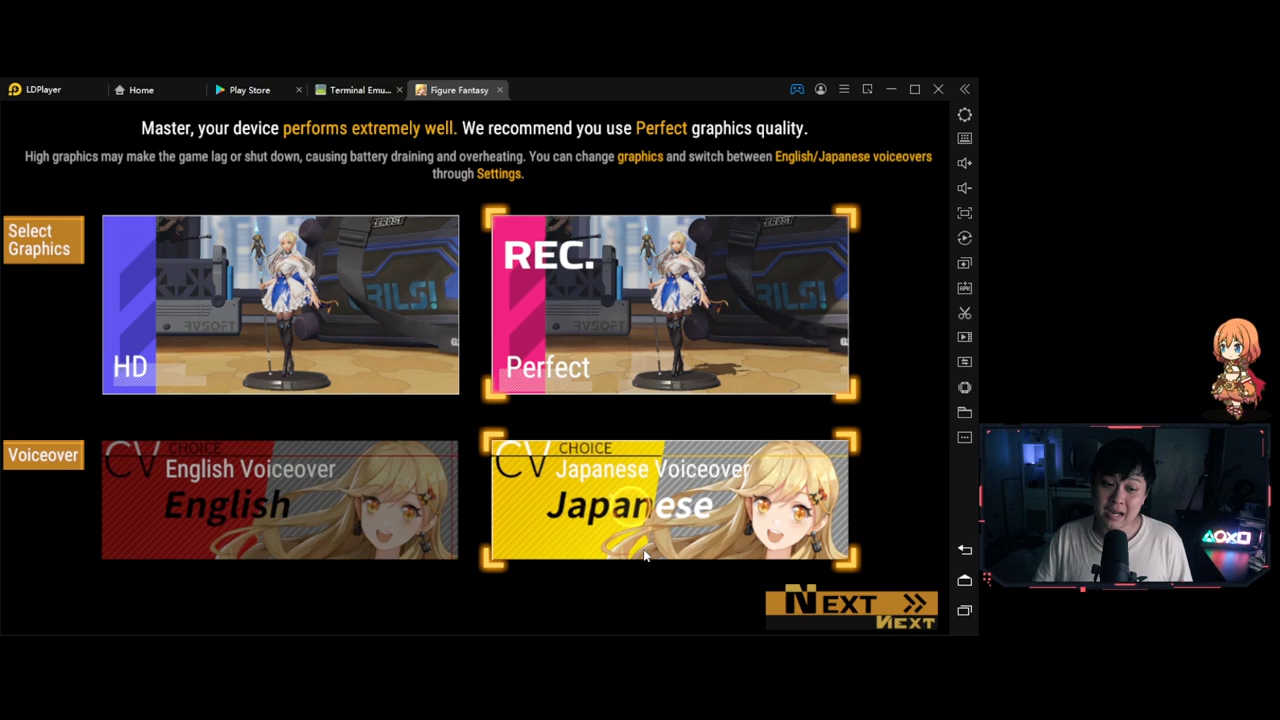 LDPlayer
Home
Play Store
Terminal Emu...
Figure Fantasy
Master, your device performs extremely well. We recommend you use Perfect graphics quality.
High graphics may make the game lag or shut down, causing battery draining and overheating. You can change graphics and switch between English/Japanese voiceovers
through Settings.
Select
Graphics
RVSOFT
HD
REC.
RILS!
Perfect
Voiceover
CV CHOICE
English Voiceover
English
CV CHOICE
Japanese Voiceover
Japanese
NEXT
NEXT